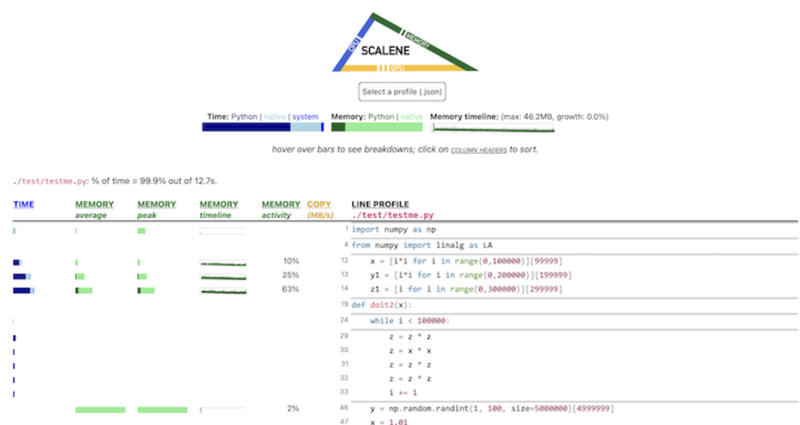 CPU
MEMORY
SCALENE
GPU
Select a profile (.json)
Time: Python | native | system
Memory: Python | native
Memory timeline: (max: 46.2MB, growth: 0.0%)
hover over bars to see breakdowns; click on COLUMN HEADERS to sort.
./test/testme.py: % of time = 99.9% out of 12.7s.
TIME MEMORY average MEMORY peak MEMORY timeline MEMORY activity COPY (MB/s) LINE PROFILE ./test/testme.py
1 import numpy as np
4 from numpy import linalg as LA
10% 12 x = [i*i for i in range(0,100000)][99999]
25% 13 y1 = [i*i for i in range(0,200000)][199999]
63% 14 z1 = [i for i in range(0,300000)][299999]
19 def doit2(x):
24 while i < 100000:
29 z = z * z
30 z = x * x
31 z = z * z
32 z = z * z
33 i += 1
2% 46 y = np.random.randint(1, 100, size=5000000)[4999999]
47 x = 1.01